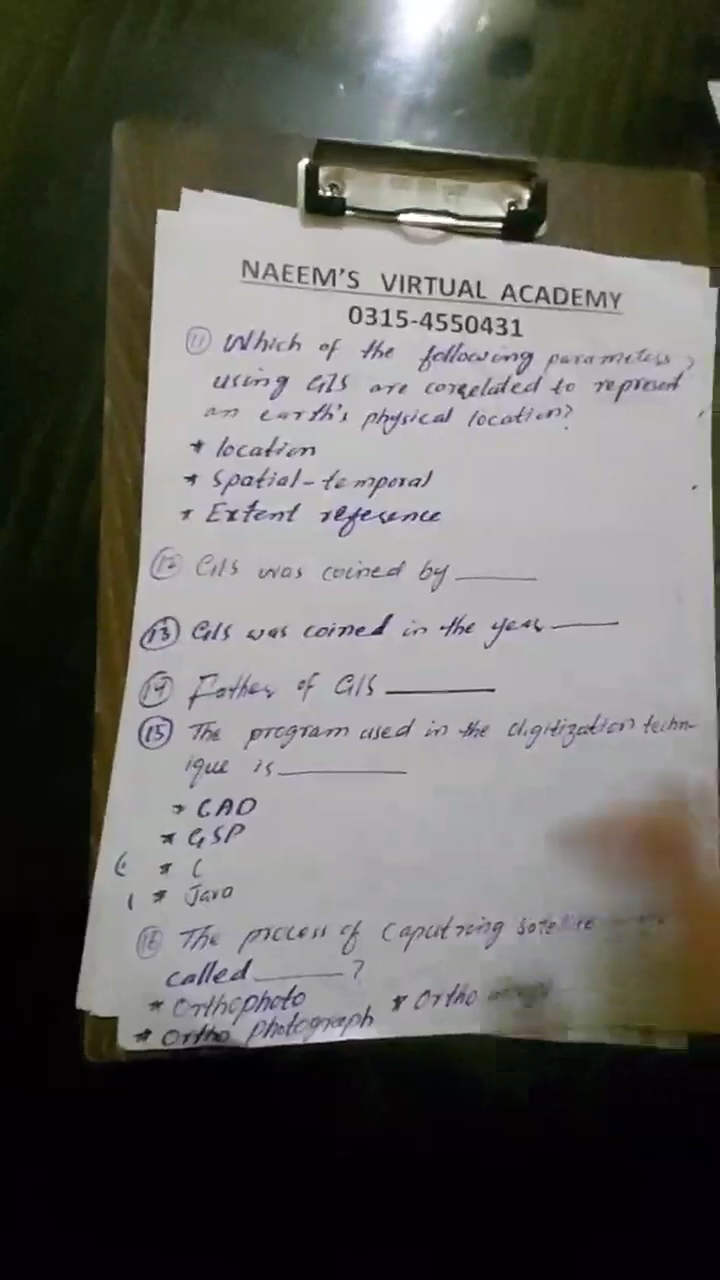 NAEEM'S VIRTUAL ACADEMY
0315-4550431
11 Which of the following parameters
using GIS are correlated to represent
an earth's physical location?
* location
* Spatial-temporal
* Extent reference
12 GIS was coined by ______
13 GIS was coined in the year ______
14 Father of GIS ______
15 The program used in the digitization techn-
ique is ______
* CAD
* GSP
* C
* Java
16 The process of Caputring
called ______ ?
* Orthophoto * Ortho
* Ortho photograph